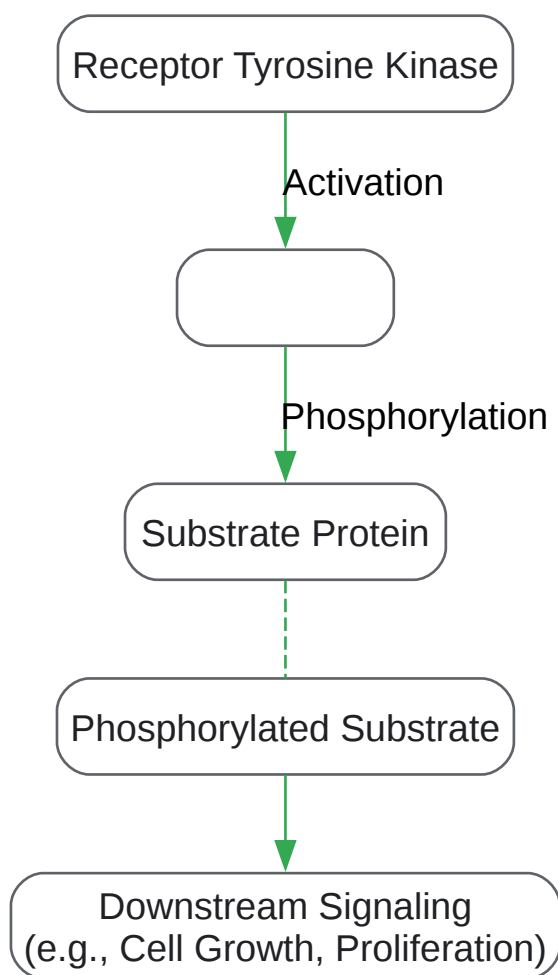 Receptor Tyrosine Kinase
Activation
Phosphorylation
Substrate Protein
Phosphorylated Substrate
Downstream Signaling
(e.g., Cell Growth, Proliferation)